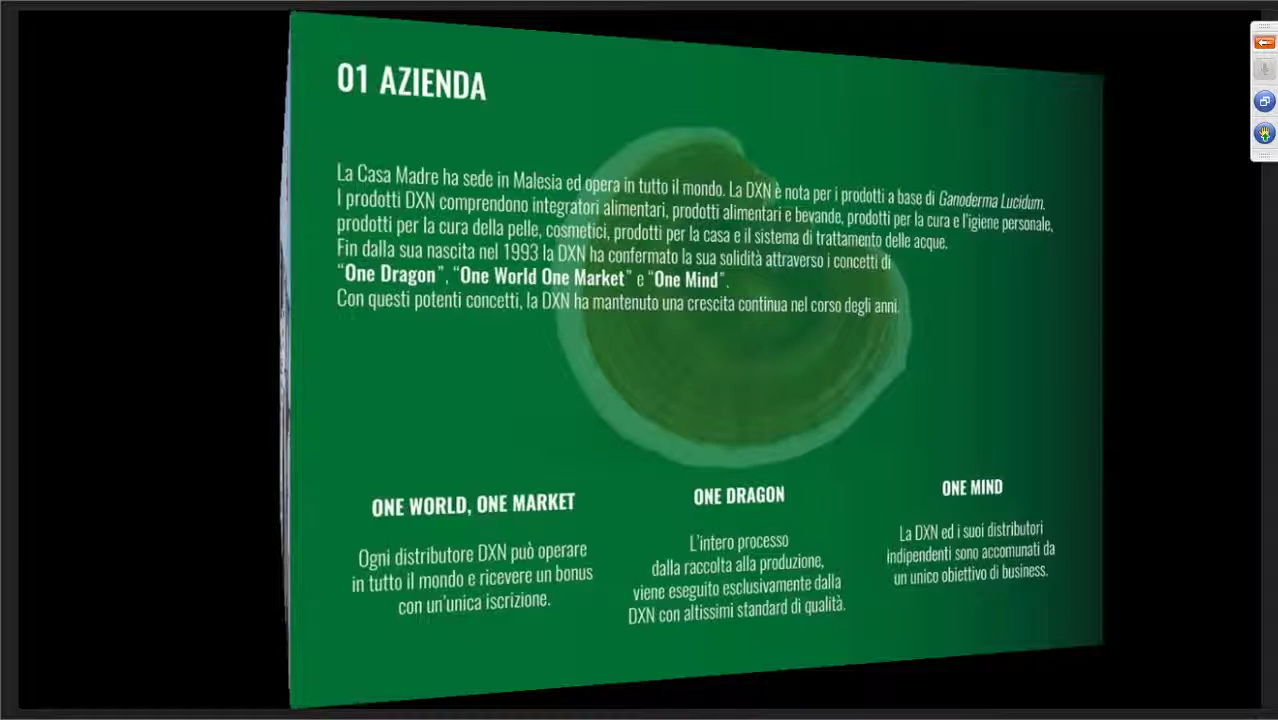 01 AZIENDA
La Casa Madre ha sede in Malesia ed opera in tutto il mondo. La DXN è nota per i prodotti a base di Ganoderma Lucidum.
I prodotti DXN comprendono integratori alimentari, prodotti alimentari e bevande, prodotti per la cura e l'igiene personale,
prodotti per la cura della pelle, cosmetici, prodotti per la casa e il sistema di trattamento delle acque.
Fin dalla sua nascita nel 1993 la DXN ha confermato la sua solidità attraverso i concetti di
“One Dragon”, “One World One Market” e “One Mind”.
Con questi potenti concetti, la DXN ha mantenuto una crescita continua nel corso degli anni.
ONE WORLD, ONE MARKET
Ogni distributore DXN può operare
in tutto il mondo e ricevere un bonus
con un'unica iscrizione.
ONE DRAGON
L'intero processo
dalla raccolta alla produzione,
viene eseguito esclusivamente dalla
DXN con altissimi standard di qualità.
ONE MIND
La DXN ed i suoi distributori
indipendenti sono accomunati da
un unico obiettivo di business.